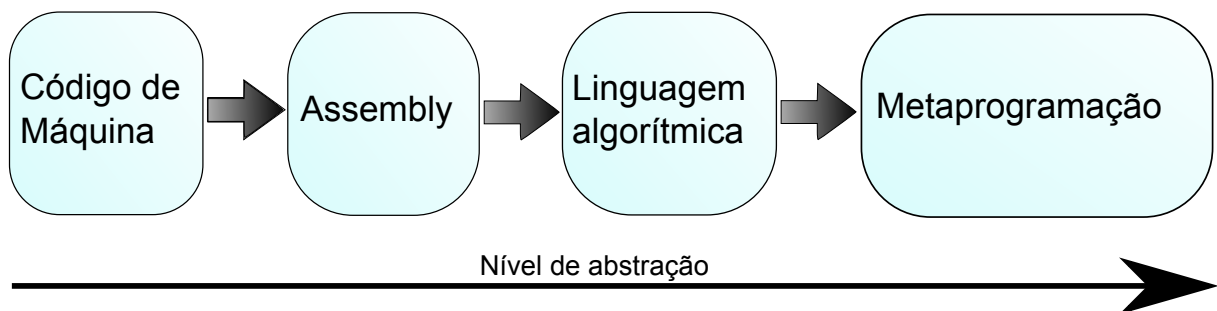 Código de
Máquina
Assembly
Linguagem
algorítmica
Metaprogramação
Nível de abstração